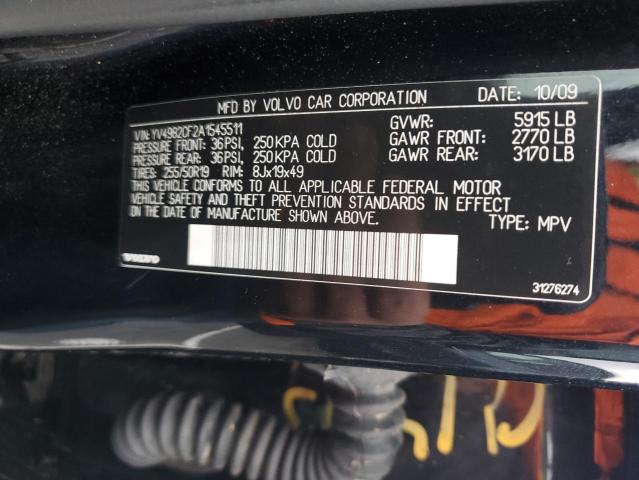 MFD BY VOLVO CAR CORPORATION DATE: 10/09
VIN: YV4982CF2A1545511
PRESSURE FRONT: 36PSI, 250KPA COLD
PRESSURE REAR: 36PSI, 250KPA COLD
TIRES: 255/50R19 RIM: 8Jx19x49
GVWR: 5915 LB
GAWR FRONT: 2770 LB
GAWR REAR: 3170 LB
THIS VEHICLE CONFORMS TO ALL APPLICABLE FEDERAL MOTOR
VEHICLE SAFETY AND THEFT PREVENTION STANDARDS IN EFFECT
ON THE DATE OF MANUFACTURE SHOWN ABOVE.
TYPE: MPV
VOLVO
31276274